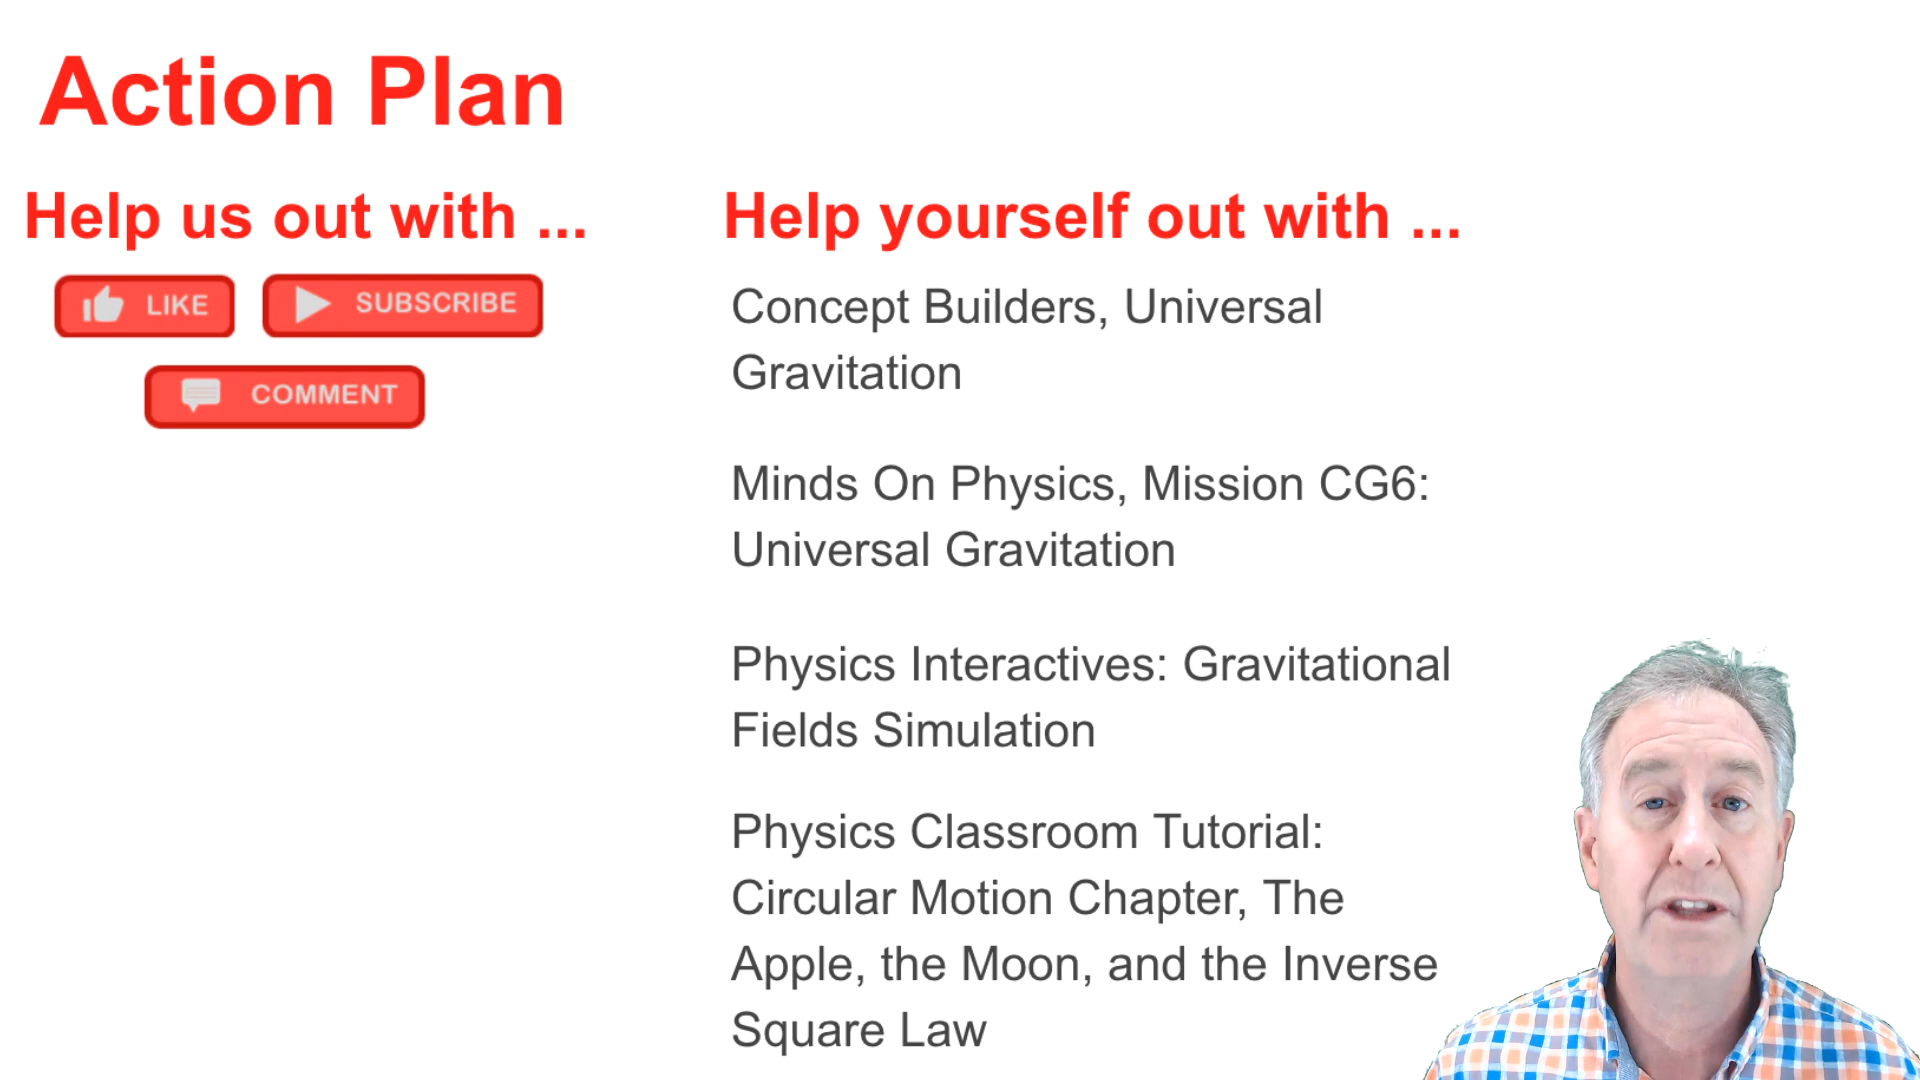 Action Plan
Help us out with ...
LIKE
SUBSCRIBE
COMMENT
Help yourself out with ...
Concept Builders, Universal
Gravitation
Minds On Physics, Mission CG6:
Universal Gravitation
Physics Interactives: Gravitational
Fields Simulation
Physics Classroom Tutorial:
Circular Motion Chapter, The
Apple, the Moon, and the Inverse
Square Law